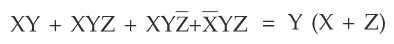 XY + XYZ + XYZ̅+X̅YZ = Y (X + Z)